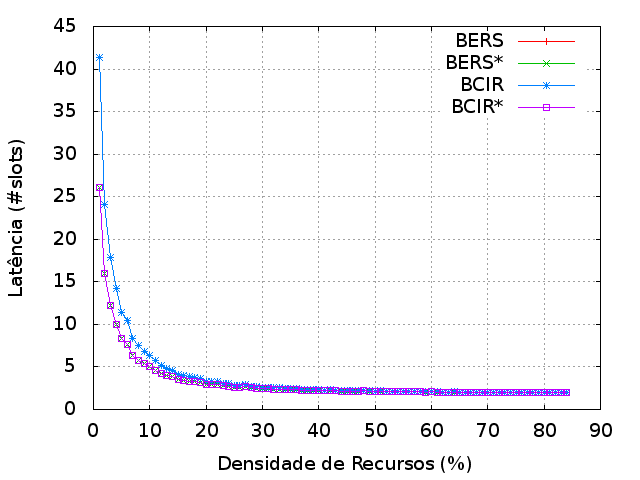 45
40
35
30
25
20
15
10
5
0
Latência (#slots)
BERS
BERS*
BCIR
BCIR*
0 10 20 30 40 50 60 70 80 90
Densidade de Recursos (%)